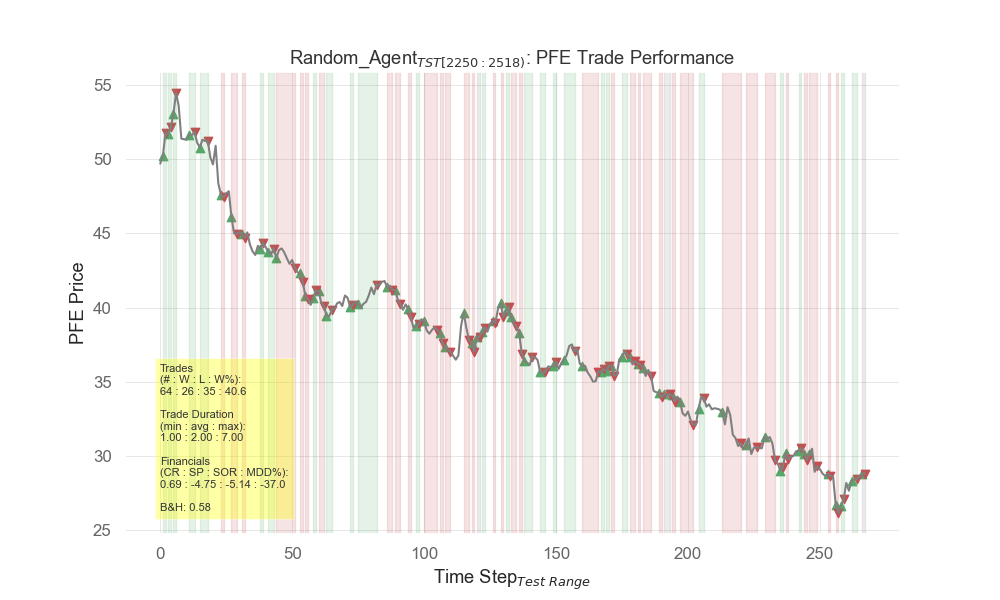 Random_Agent TST[2250 : 2518) : PFE Trade Performance
55
50
45
40
35
30
25
PFE Price
Trades
(# : W : L : W%):
64 : 26 : 35 : 40.6
Trade Duration
(min : avg : max):
1.00 : 2.00 : 7.00
Financials
(CR : SP : SOR : MDD%):
0.69 : -4.75 : -5.14 : -37.0
B&H: 0.58
0 50 100 150 200 250
Time Step Test Range